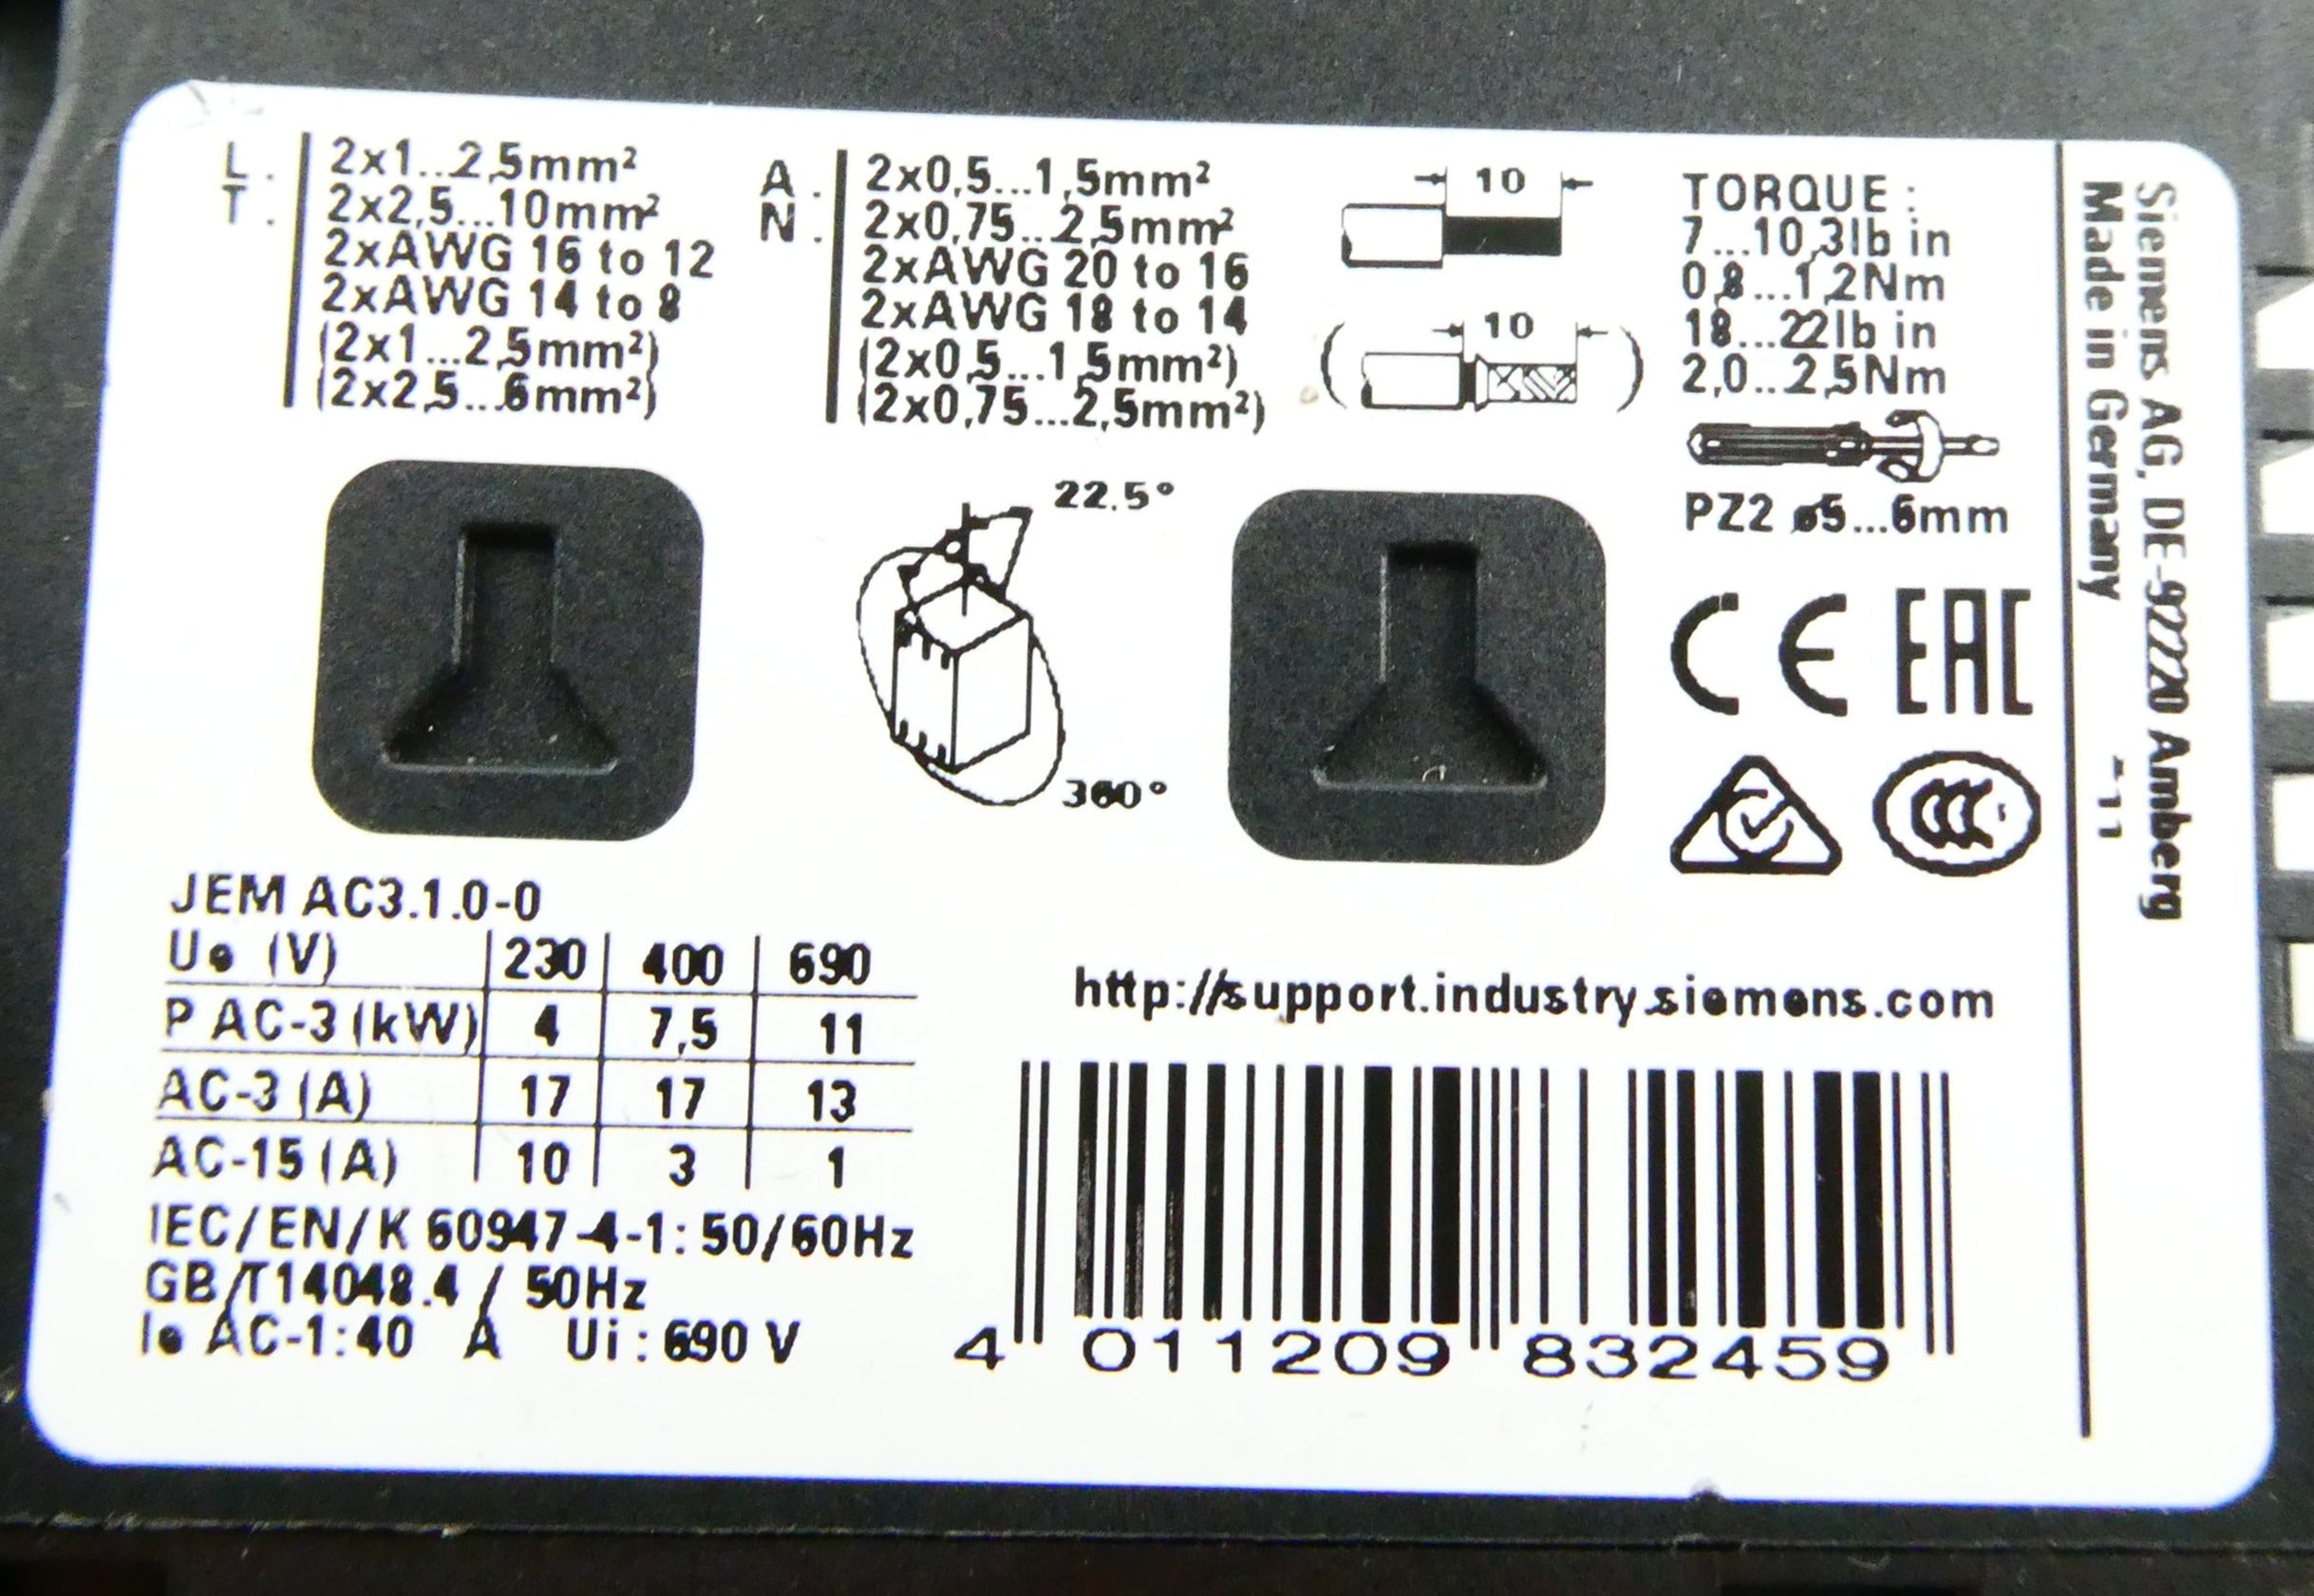 L. T. 2x1...2,5mm²
2x2,5...10mm²
2xAWG 16 to 12
2xAWG 14 to 8
(2x1...2,5mm²)
(2x2,5...6mm²)
A. N. 2x0,5...1,5mm²
2x0,75...2,5mm²
2xAWG 20 to 16
2xAWG 18 to 14
(2x0,5...1,5mm²)
(2x0,75...2,5mm²)
10
( 10 )
TORQUE:
7...10,3lb in
0,8...1,2Nm
18...22lb in
2,0...2,5Nm
PZ2 ø5...6mm
22.5°
360°
CE EAC
CCC
Siemens AG, DE-92220 Amberg
Made in Germany
JEM AC3.1.0-0
Ue (V) 230 400 690
P AC-3 (kW) 4 7,5 11
AC-3 (A) 17 17 13
AC-15 (A) 10 3 1
IEC/EN/K 60947-4-1: 50/60Hz
GB/T14048.4 / 50Hz
Ie AC-1:40 A Ui: 690 V
http://support.industry.siemens.com
4 011209 832459